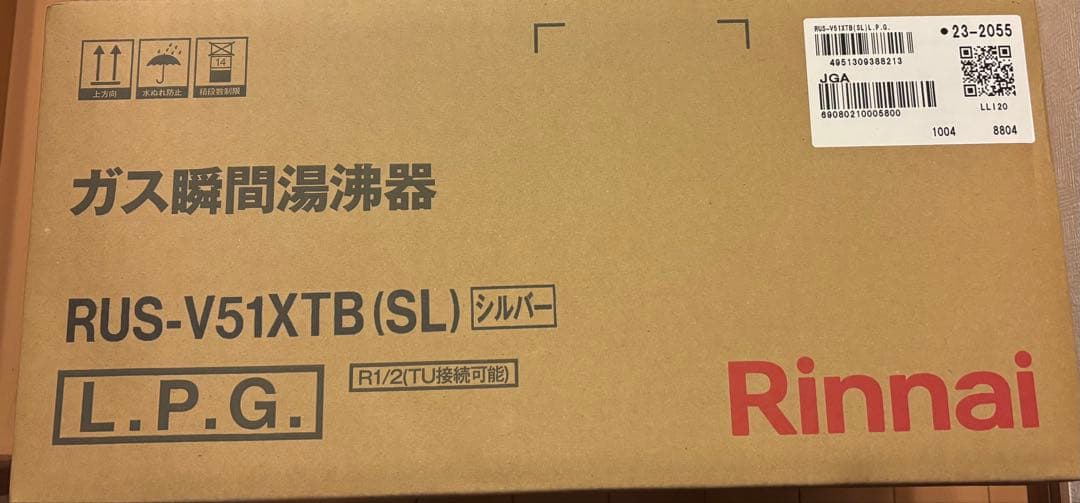 14
上方向 水ぬれ防止 積段数制限
RUS-V51XTB(SL)L.P.G.
•23-2055
4951309388213
JGA
69080210005800
LL120
1004 8804
ガス瞬間湯沸器
RUS-V51XTB(SL) シルバー
L.P.G.
R1/2(TU接続可能)
Rinnai